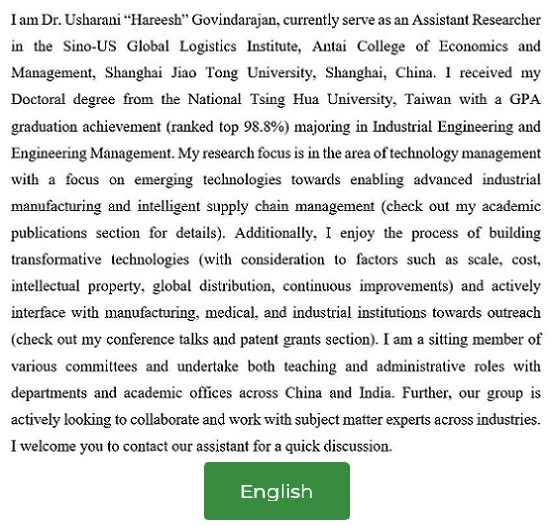 I am Dr. Usharani “Hareesh” Govindarajan, currently serve as an Assistant Researcher
in the Sino-US Global Logistics Institute, Antai College of Economics and
Management, Shanghai Jiao Tong University, Shanghai, China. I received my
Doctoral degree from the National Tsing Hua University, Taiwan with a GPA
graduation achievement (ranked top 98.8%) majoring in Industrial Engineering and
Engineering Management. My research focus is in the area of technology management
with a focus on emerging technologies towards enabling advanced industrial
manufacturing and intelligent supply chain management (check out my academic
publications section for details). Additionally, I enjoy the process of building
transformative technologies (with consideration to factors such as scale, cost,
intellectual property, global distribution, continuous improvements) and actively
interface with manufacturing, medical, and industrial institutions towards outreach
(check out my conference talks and patent grants section). I am a sitting member of
various committees and undertake both teaching and administrative roles with
departments and academic offices across China and India. Further, our group is
actively looking to collaborate and work with subject matter experts across industries.
I welcome you to contact our assistant for a quick discussion.
English